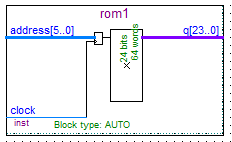 rom1
address[5..0]
q[23..0]
24 bits
64 words
clock
inst
Block type: AUTO